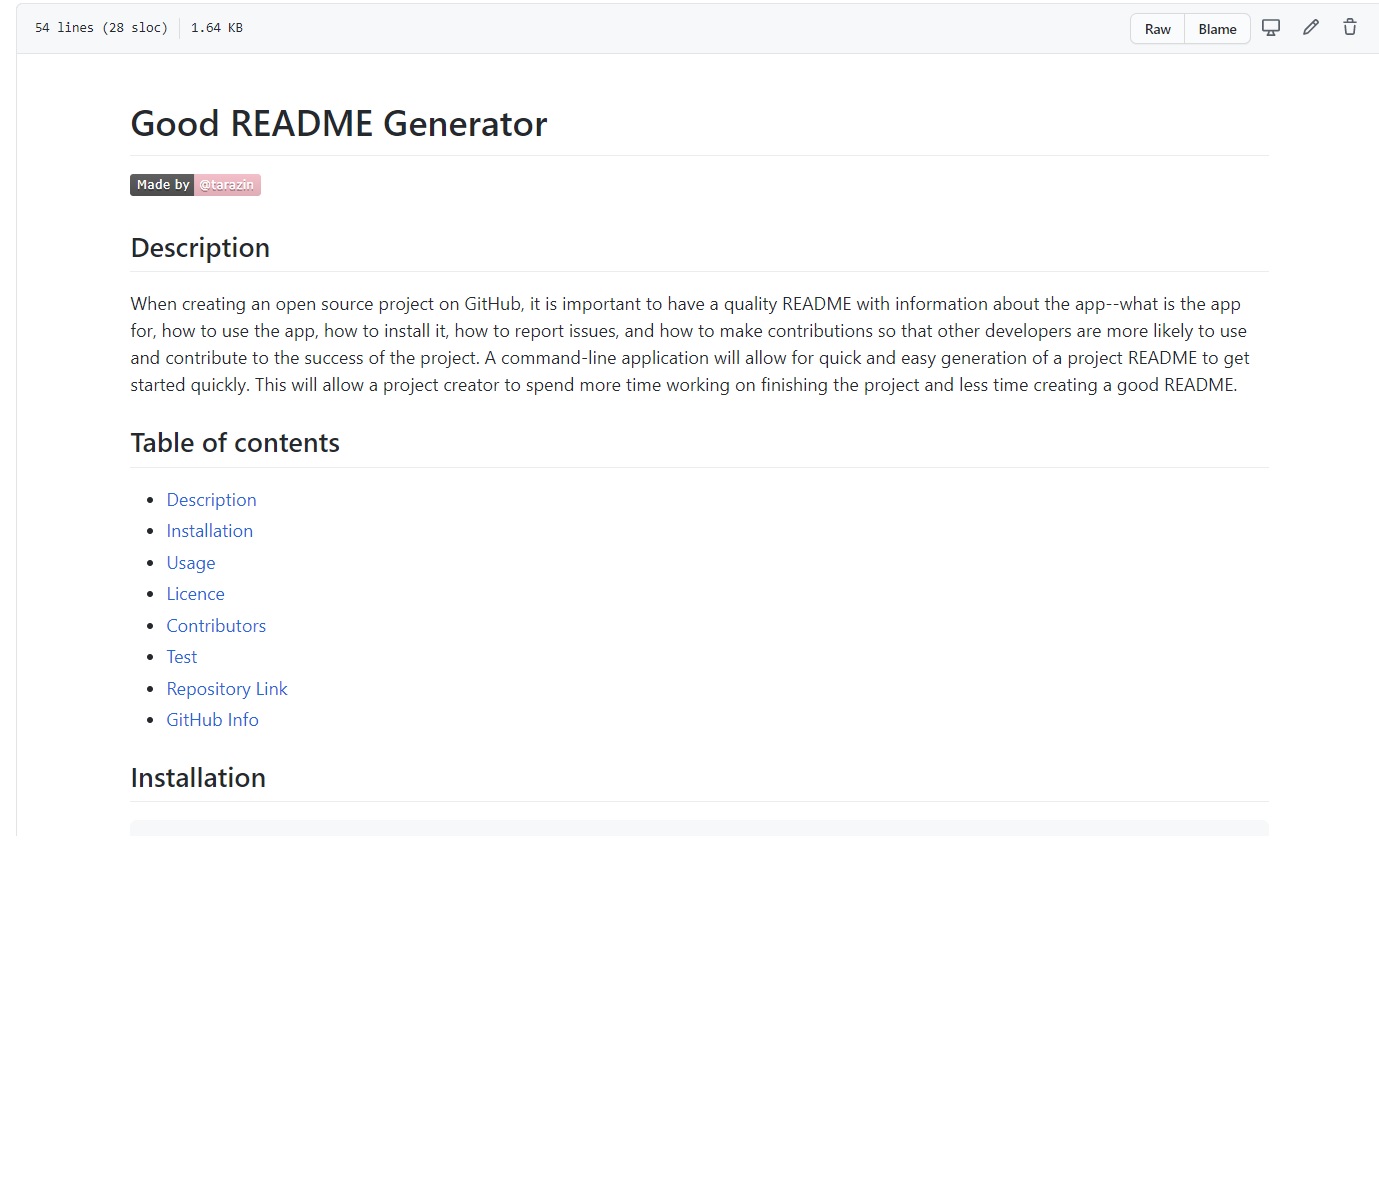 54 lines (28 sloc) 1.64 KB
Raw Blame
Good README Generator
Made by @tarazin
Description
When creating an open source project on GitHub, it is important to have a quality README with information about the app--what is the app
for, how to use the app, how to install it, how to report issues, and how to make contributions so that other developers are more likely to use
and contribute to the success of the project. A command-line application will allow for quick and easy generation of a project README to get
started quickly. This will allow a project creator to spend more time working on finishing the project and less time creating a good README.
Table of contents
Description
Installation
Usage
Licence
Contributors
Test
Repository Link
GitHub Info
Installation